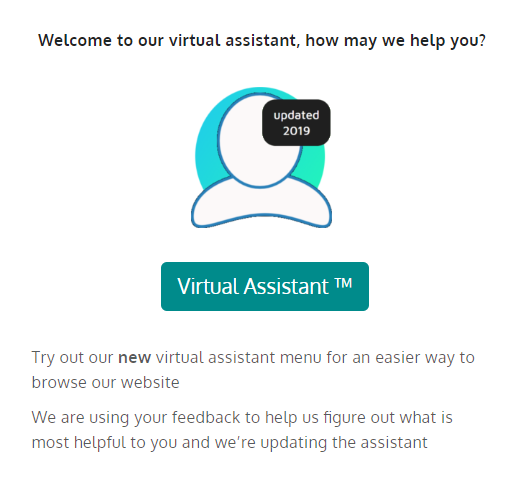 Welcome to our virtual assistant, how may we help you?
updated
2019
Virtual Assistant ™
Try out our new virtual assistant menu for an easier way to
browse our website
We are using your feedback to help us figure out what is
most helpful to you and we’re updating the assistant